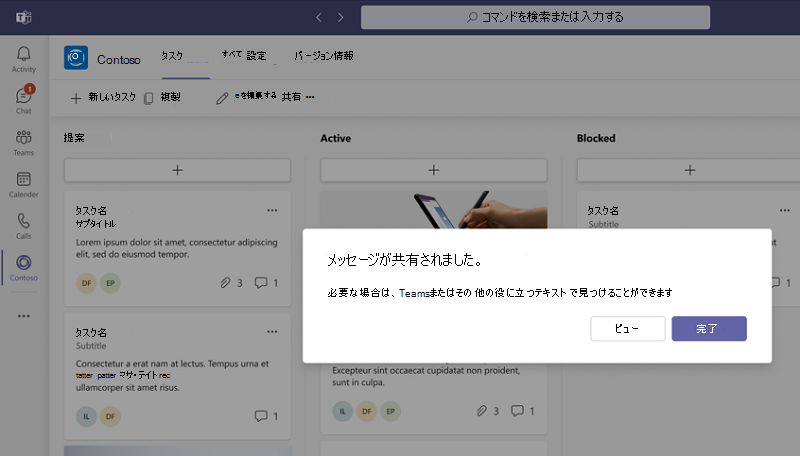 コマンドを検索または入力する
Activity
1
Chat
Teams
Calender
Calls
Contoso
Contoso
タスク
すべて 設定
バージョン情報
新しいタスク
複製
eを編集する 共有
提案
Active
Blocked
タスク名
サブタイトル
Lorem ipsum dolor sit amet, consectetur adipiscing
elit, sed do eiusmod tempor.
DF EP
3 1
タスク名
Subtitle
Consectetur a erat nam at lectus. Tempus urna et
tatter patter マサ・テイト rec
ullamcorper sit amet risus.
IL DF
1
タスク名
Subtitle
1
メッセージが共有されました。
必要な場合は、Teamsまたはその他の役に立つテキストで見つけることができます
ビュー
完了
Excepteur sint occaecat cupidatat non proident,
sunt in culpa.
IL DF EP
3 1